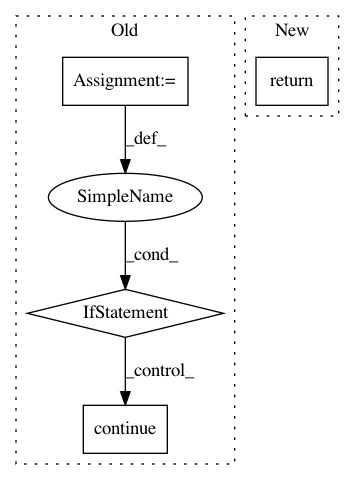 Old
New
Assignment:=
return
_def_
SimpleName
_cond_
IfStatement
_control_
continue